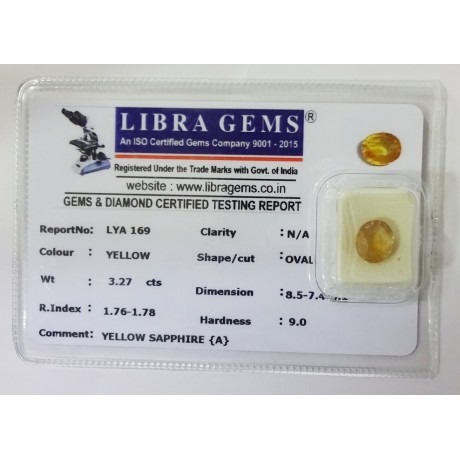 LIBRA GEMS ®
An ISO Certified Gems Company 9001 - 2015
Registered Under the Trade Marks with Govt. of India
website : www.libragems.co.in
GEMS & DIAMOND CERTIFIED TESTING REPORT
ReportNo: LYA 169 Clarity : N/A
Colour : YELLOW Shape/cut : OVAL
Wt : 3.27 cts Dimension : 8.5-7.4
R.Index : 1.76-1.78 Hardness : 9.0
Comment: YELLOW SAPPHIRE {A}